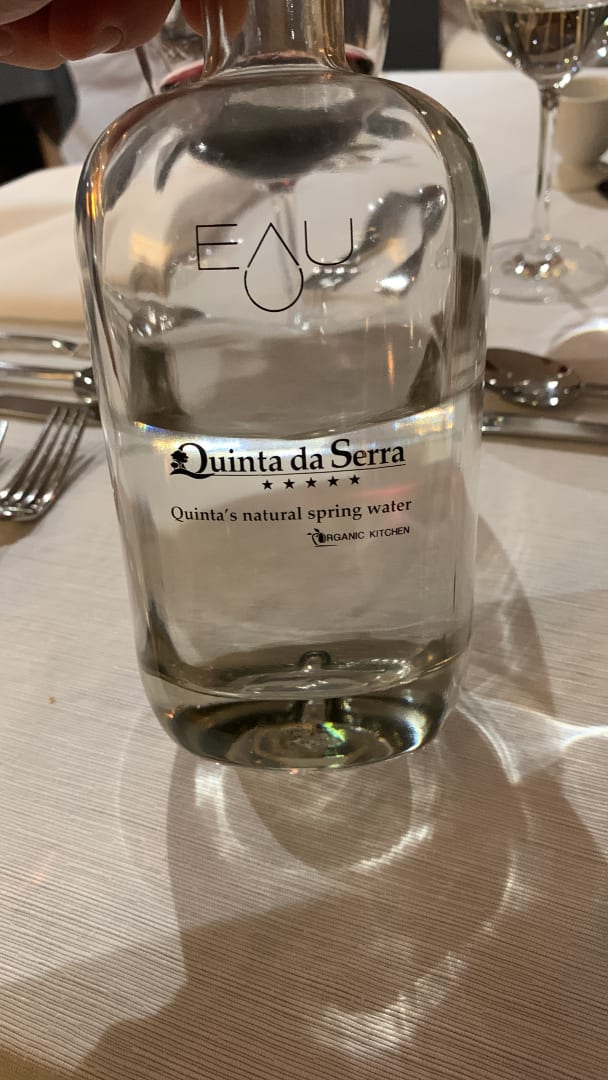 EAU
Quinta da Serra
★★★★★
Quinta's natural spring water
ORGANIC KITCHEN